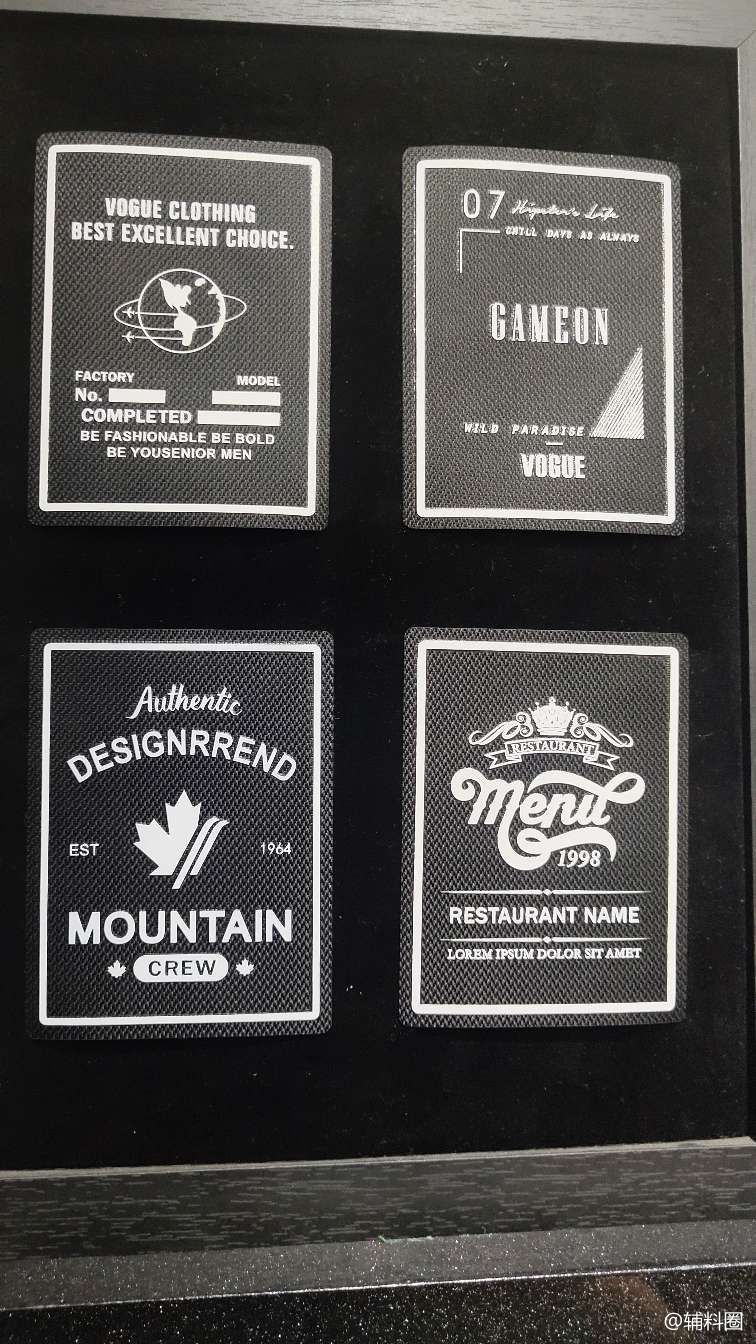 VOGUE CLOTHING
BEST EXCELLENT CHOICE.
FACTORY MODEL
No.
COMPLETED
BE FASHIONABLE BE BOLD
BE YOUSENIOR MEN
07 Hipster's Life
CHILL DAYS AS ALWAYS
GAMEON
WILD PARADISE
VOGUE
Authentic
DESIGNRREND
EST 1964
MOUNTAIN
CREW
RESTAURANT
Menu
1998
RESTAURANT NAME
LOREM IPSUM DOLOR SIT AMET
@辅料圈